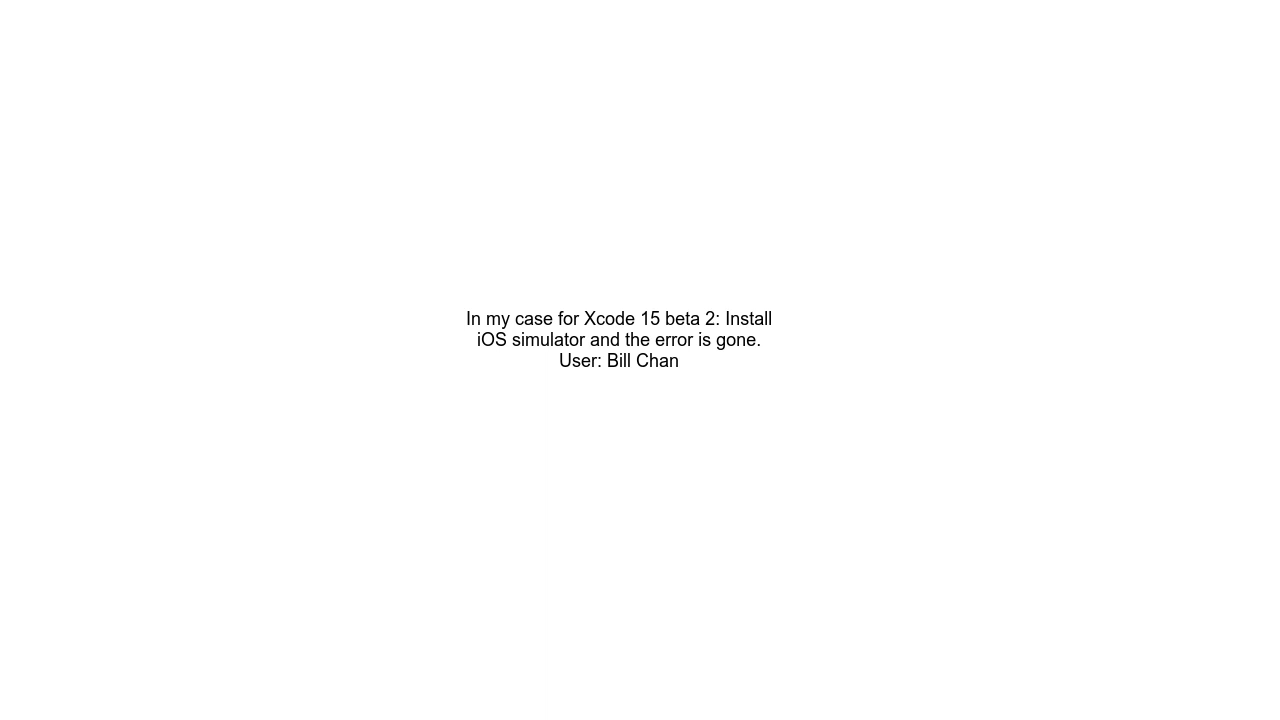 In my case for Xcode 15 beta 2: Install
iOS simulator and the error is gone.
User: Bill Chan